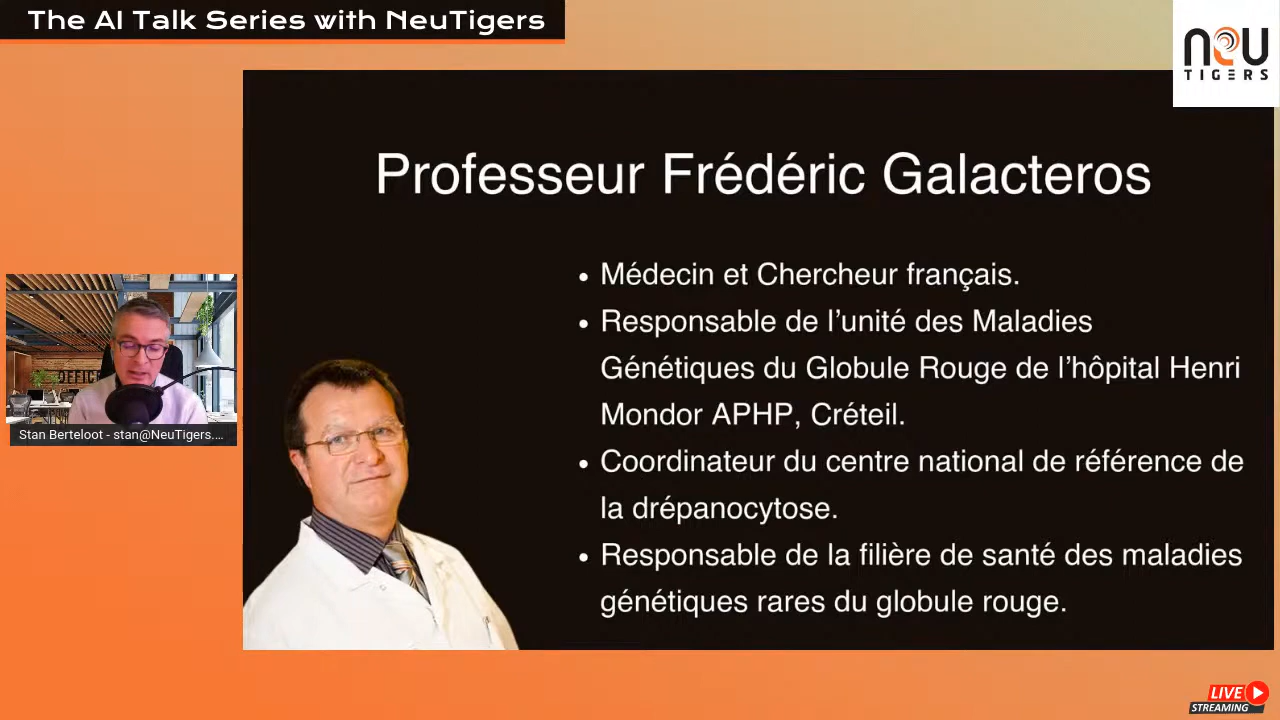 The AI Talk Series with NeuTigers
neu
TIGERS
Professeur Frédéric Galacteros
• Médecin et Chercheur français.
• Responsable de l’unité des Maladies
Génétiques du Globule Rouge de l’hôpital Henri
Mondor APHP, Créteil.
• Coordinateur du centre national de référence de
la drépanocytose.
• Responsable de la filière de santé des maladies
génétiques rares du globule rouge.
OFFICE
Stan Berteloot - stan@NeuTigers....
LIVE
STREAMING